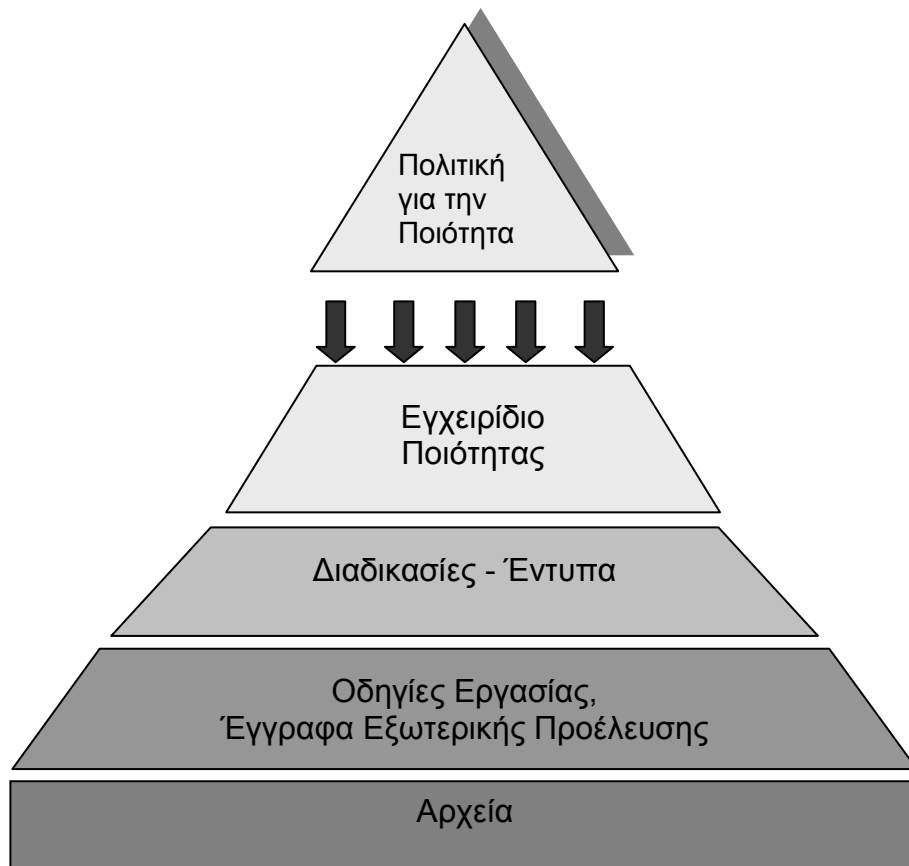 Πολιτική
για την
Ποιότητα
Εγχειρίδιο
Ποιότητας
Διαδικασίες - Έντυπα
Οδηγίες Εργασίας,
Έγγραφα Εξωτερικής Προέλευσης
Αρχεία